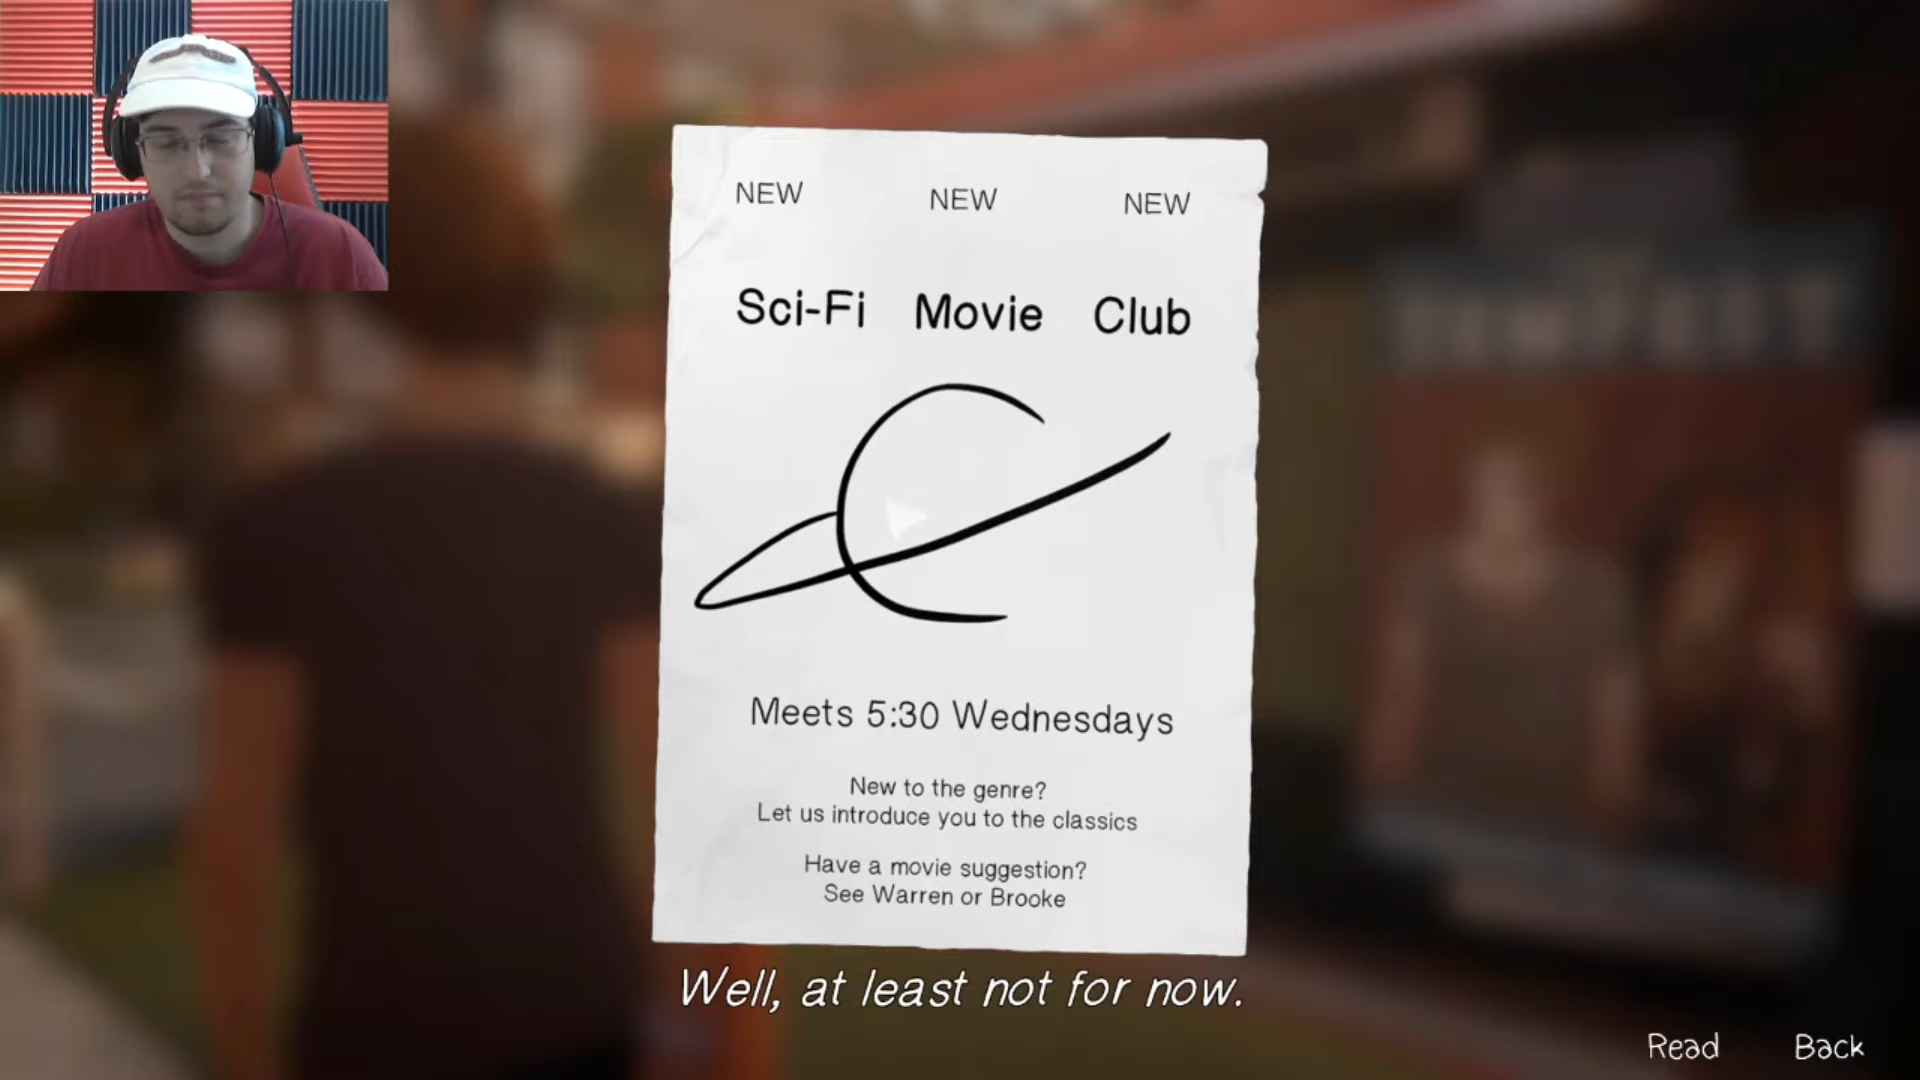 NEW NEW NEW
Sci-Fi Movie Club
Meets 5:30 Wednesdays
New to the genre?
Let us introduce you to the classics
Have a movie suggestion?
See Warren or Brooke
Well, at least not for now.
Read Back